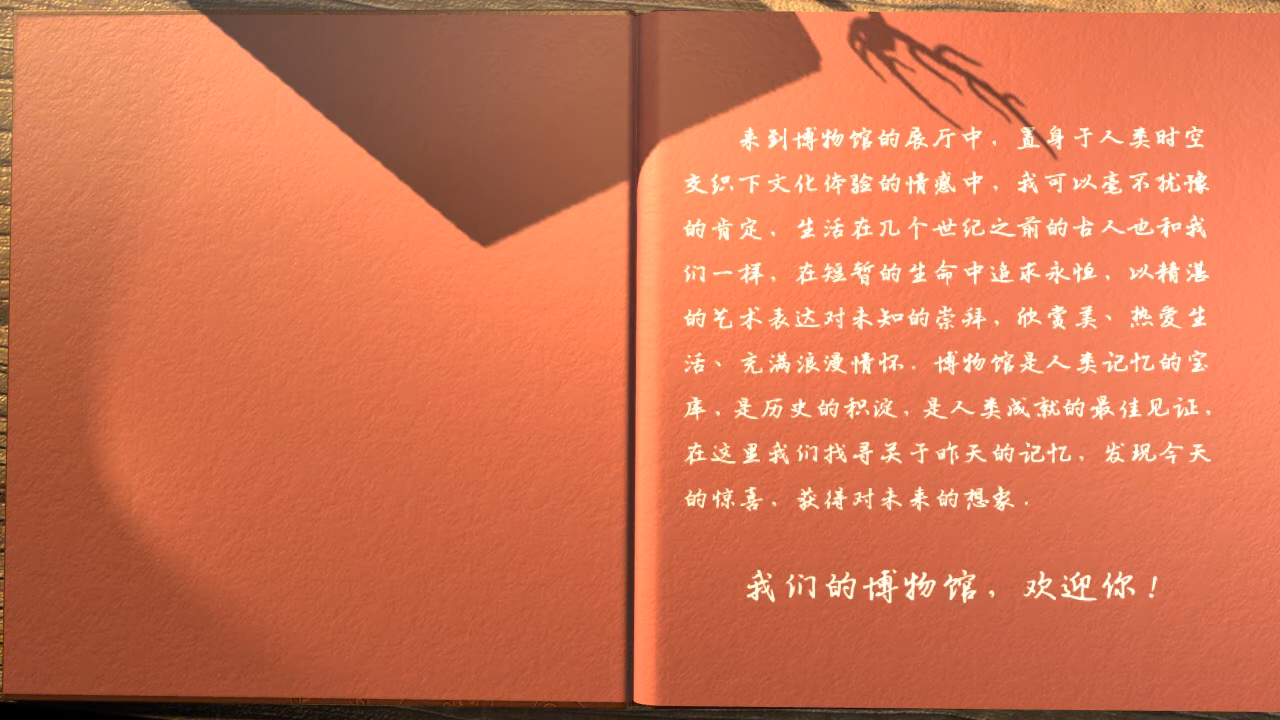 来到博物馆的展厅中，置身于人类时空
交织下文化体验的情感中，我可以毫不犹豫
的肯定，生活在几个世纪之前的古人也和我
们一样，在短暂的生命中追求永恒，以精湛
的艺术表达对未知的崇拜，欣赏美、热爱生
活、充满浪漫情怀．博物馆是人类记忆的宝
库，是历史的积淀，是人类成就的最佳见证，
在这里我们找寻关于昨天的记忆，发现今天
的惊喜，获得对未来的想象．
我们的博物馆，欢迎你！